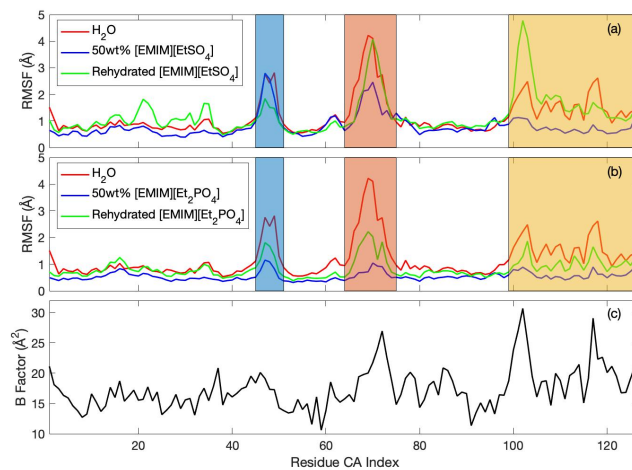 5
4
3
2
1
0
RMSF (Å)
(a)
H₂O
50wt% [EMIM][EtSO₄]
Rehydrated [EMIM][EtSO₄]
5
4
3
2
1
0
RMSF (Å)
(b)
H₂O
50wt% [EMIM][Et₂PO₄]
Rehydrated [EMIM][Et₂PO₄]
30
25
20
15
10
B Factor (Å²)
(c)
20 40 60 80 100 120
Residue CA Index